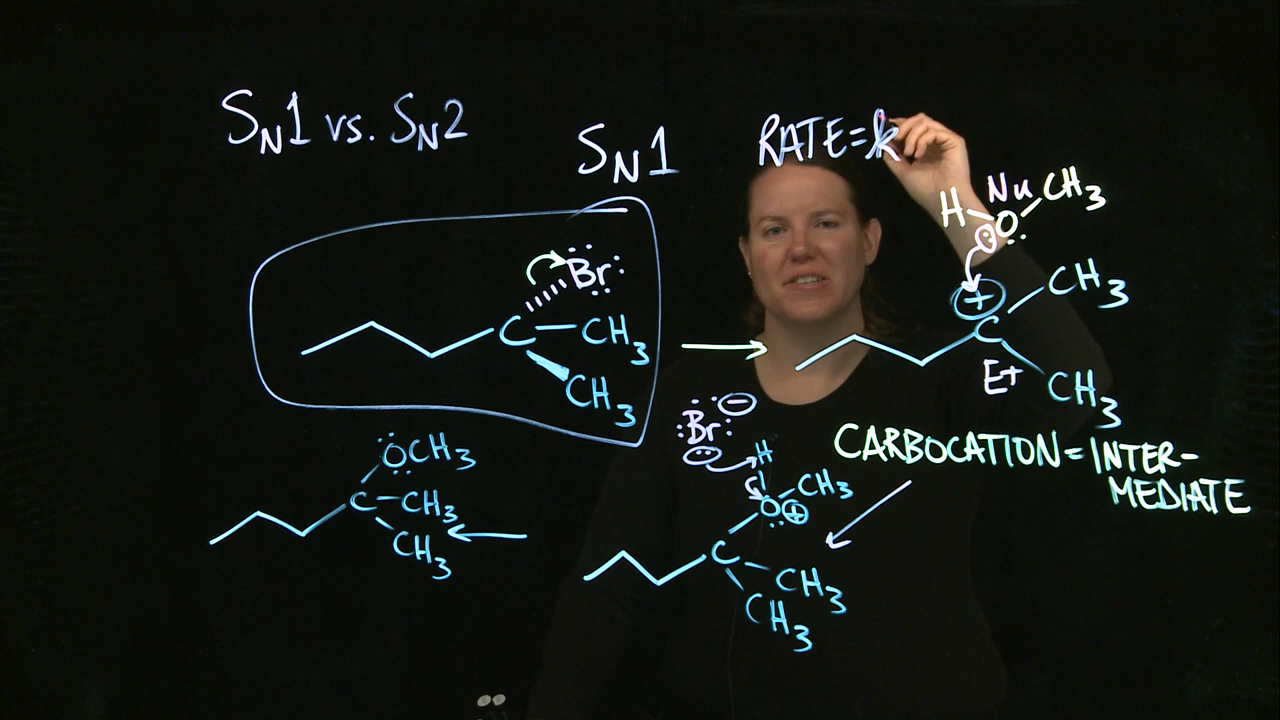 SN1 vs. SN2
SN1
RATE=k
Br
C CH3
CH3
H O Nu CH3
+
C CH3
E+
CH3
Br −
CARBOCATION = INTER-
MEDIATE
OCH3
C CH3
CH3
H
O + CH3
C CH3
CH3